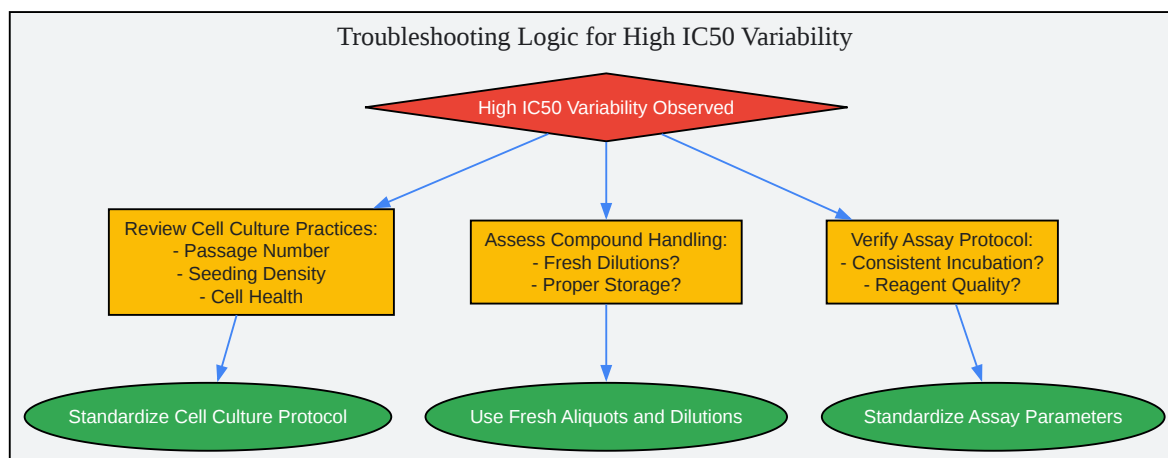 Troubleshooting Logic for High IC50 Variability
High IC50 Variability Observed
Review Cell Culture Practices:
- Passage Number
- Seeding Density
- Cell Health
Assess Compound Handling:
- Fresh Dilutions?
- Proper Storage?
Verify Assay Protocol:
- Consistent Incubation?
- Reagent Quality?
Standardize Cell Culture Protocol
Use Fresh Aliquots and Dilutions
Standardize Assay Parameters